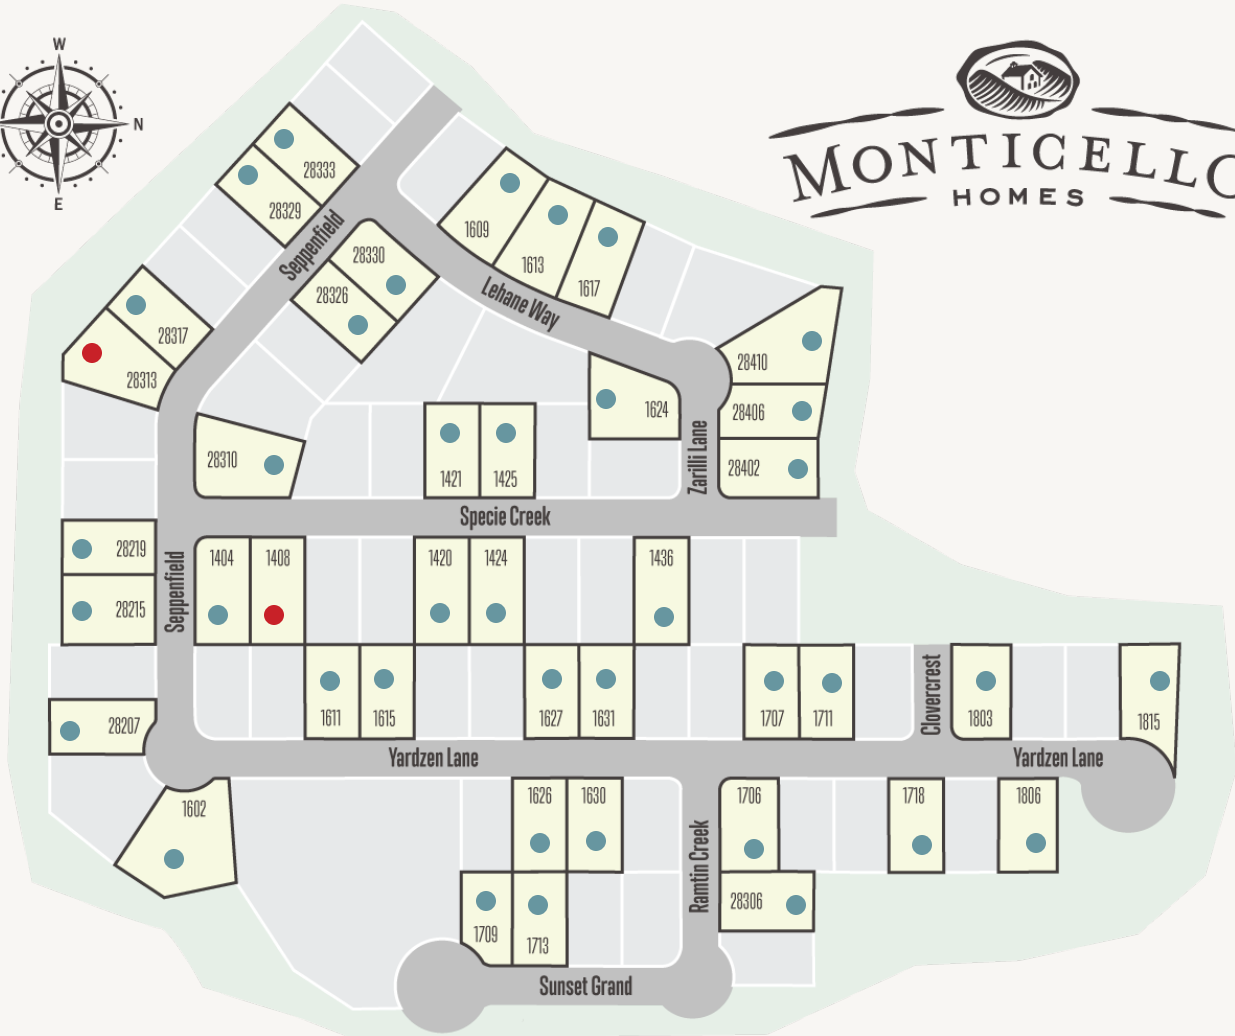 W
N
E
MONTICELLO
HOMES
28333
28329
Seppenfield
28330
28326
1609
1613
1617
Lehane Way
28317
28313
28410
28406
28402
1624
Zarilli Lane
28310
1421
1425
Specie Creek
28219
28215
Seppenfield
1404
1408
1420
1424
1436
1611
1615
1627
1631
1707
1711
Clovercrest
1803
1815
28207
Yardzen Lane
Yardzen Lane
1602
1626
1630
1706
1718
1806
Ramtin Creek
28306
1709
1713
Sunset Grand